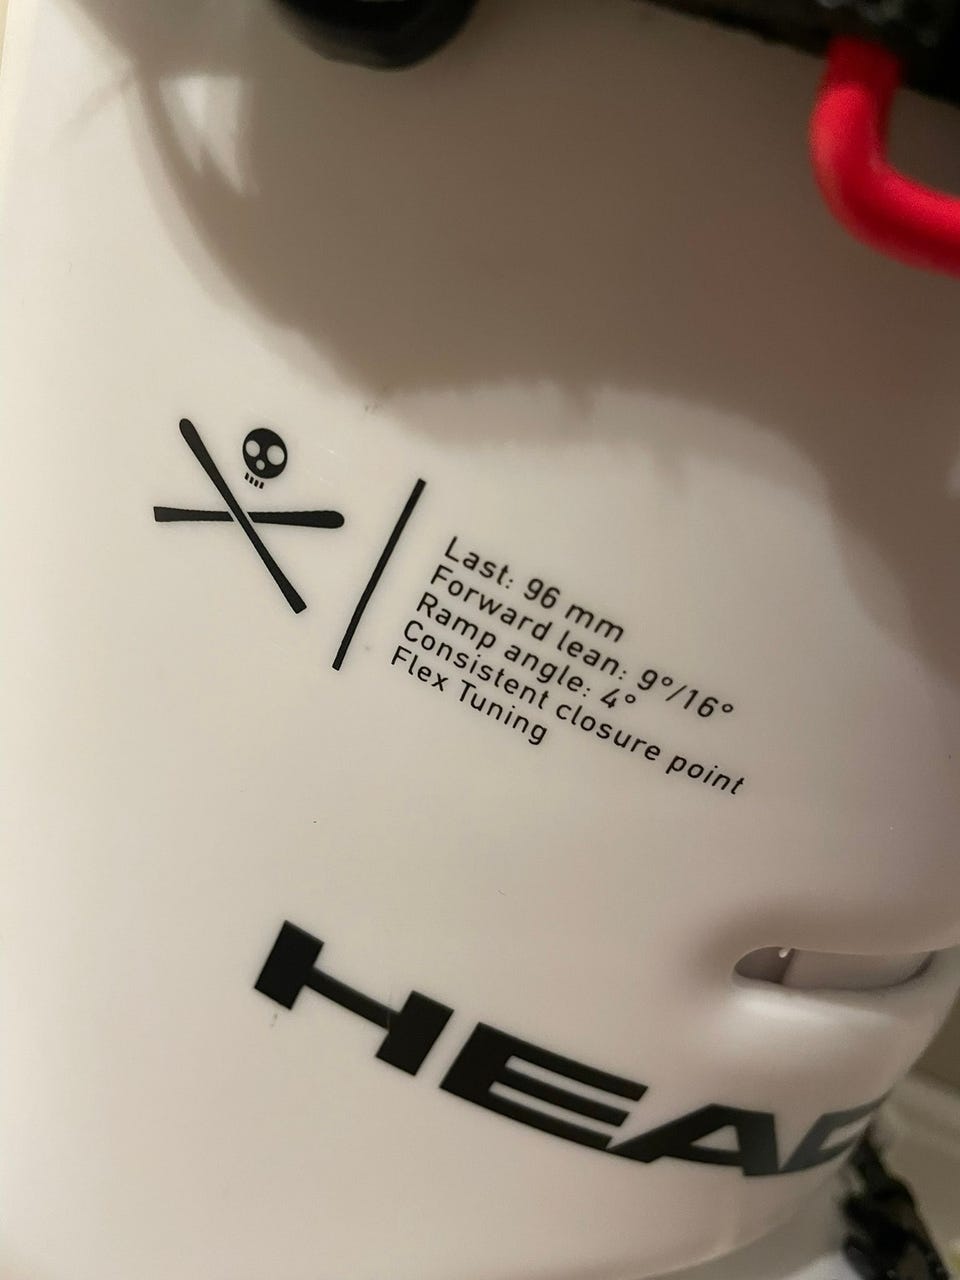 Last: 96 mm
Forward lean: 9°/16°
Ramp angle: 4°
Consistent closure point
Flex Tuning
HEAD